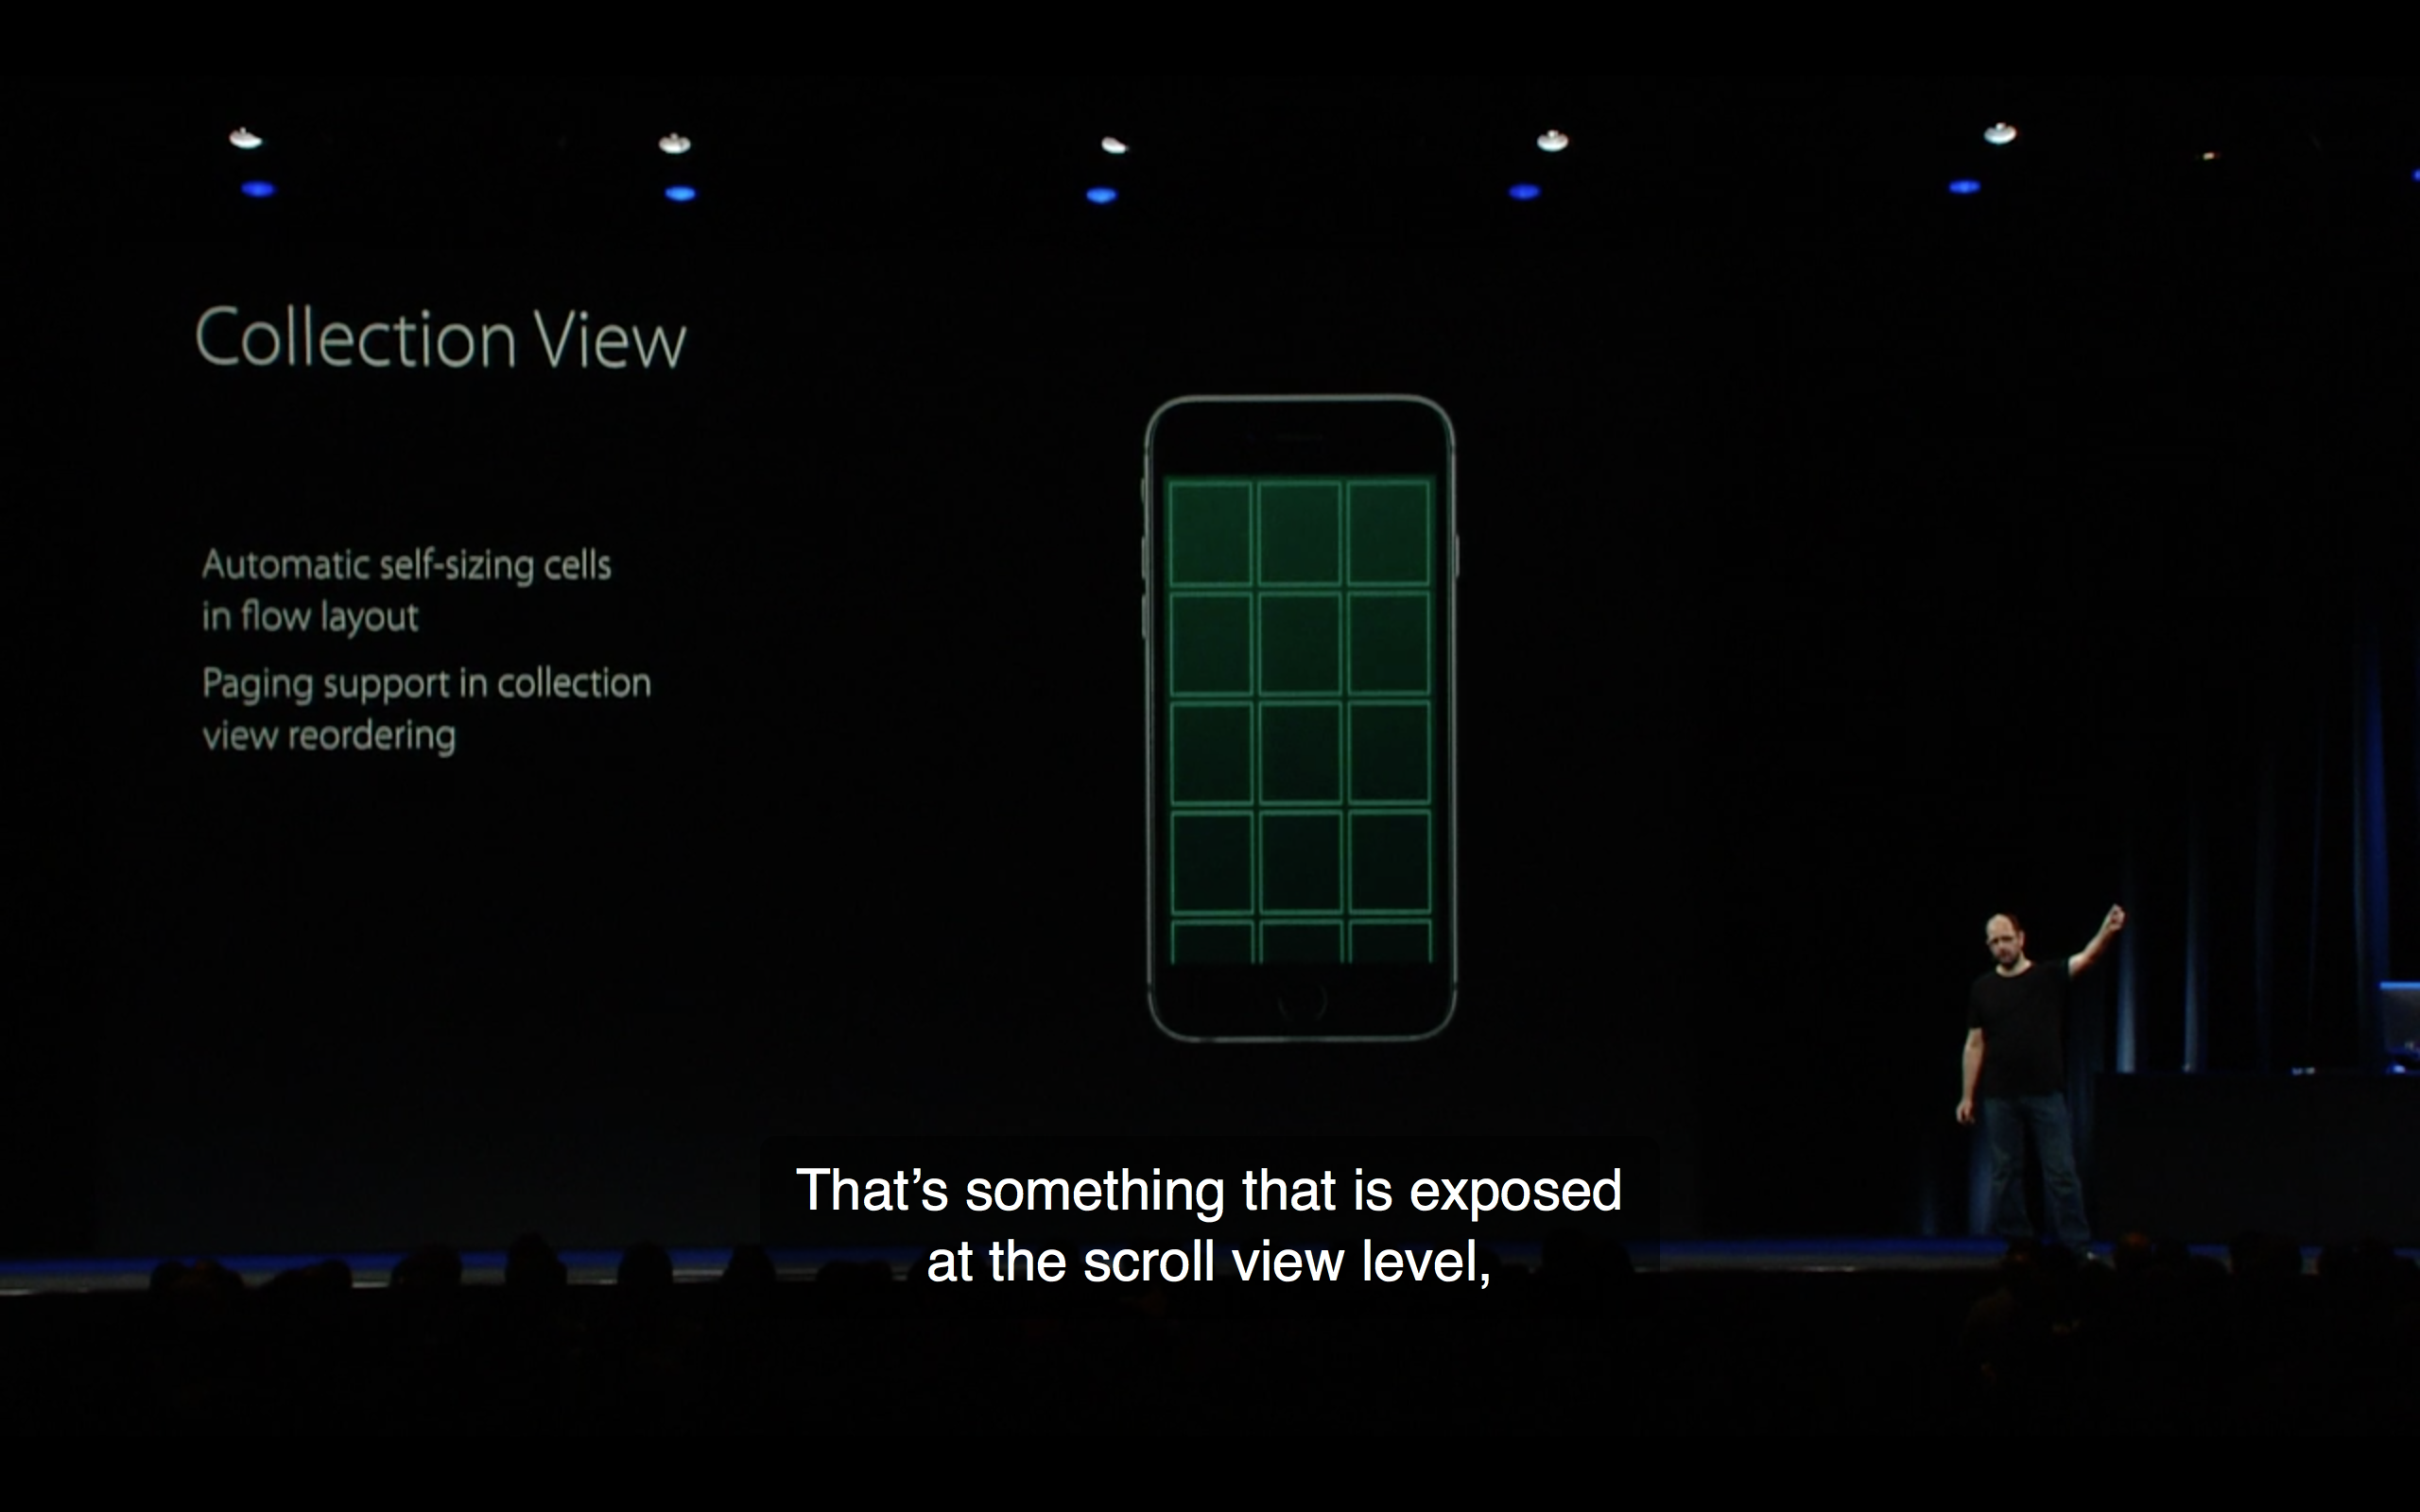 Collection View
Automatic self-sizing cells
in flow layout
Paging support in collection
view reordering
That’s something that is exposed
at the scroll view level,